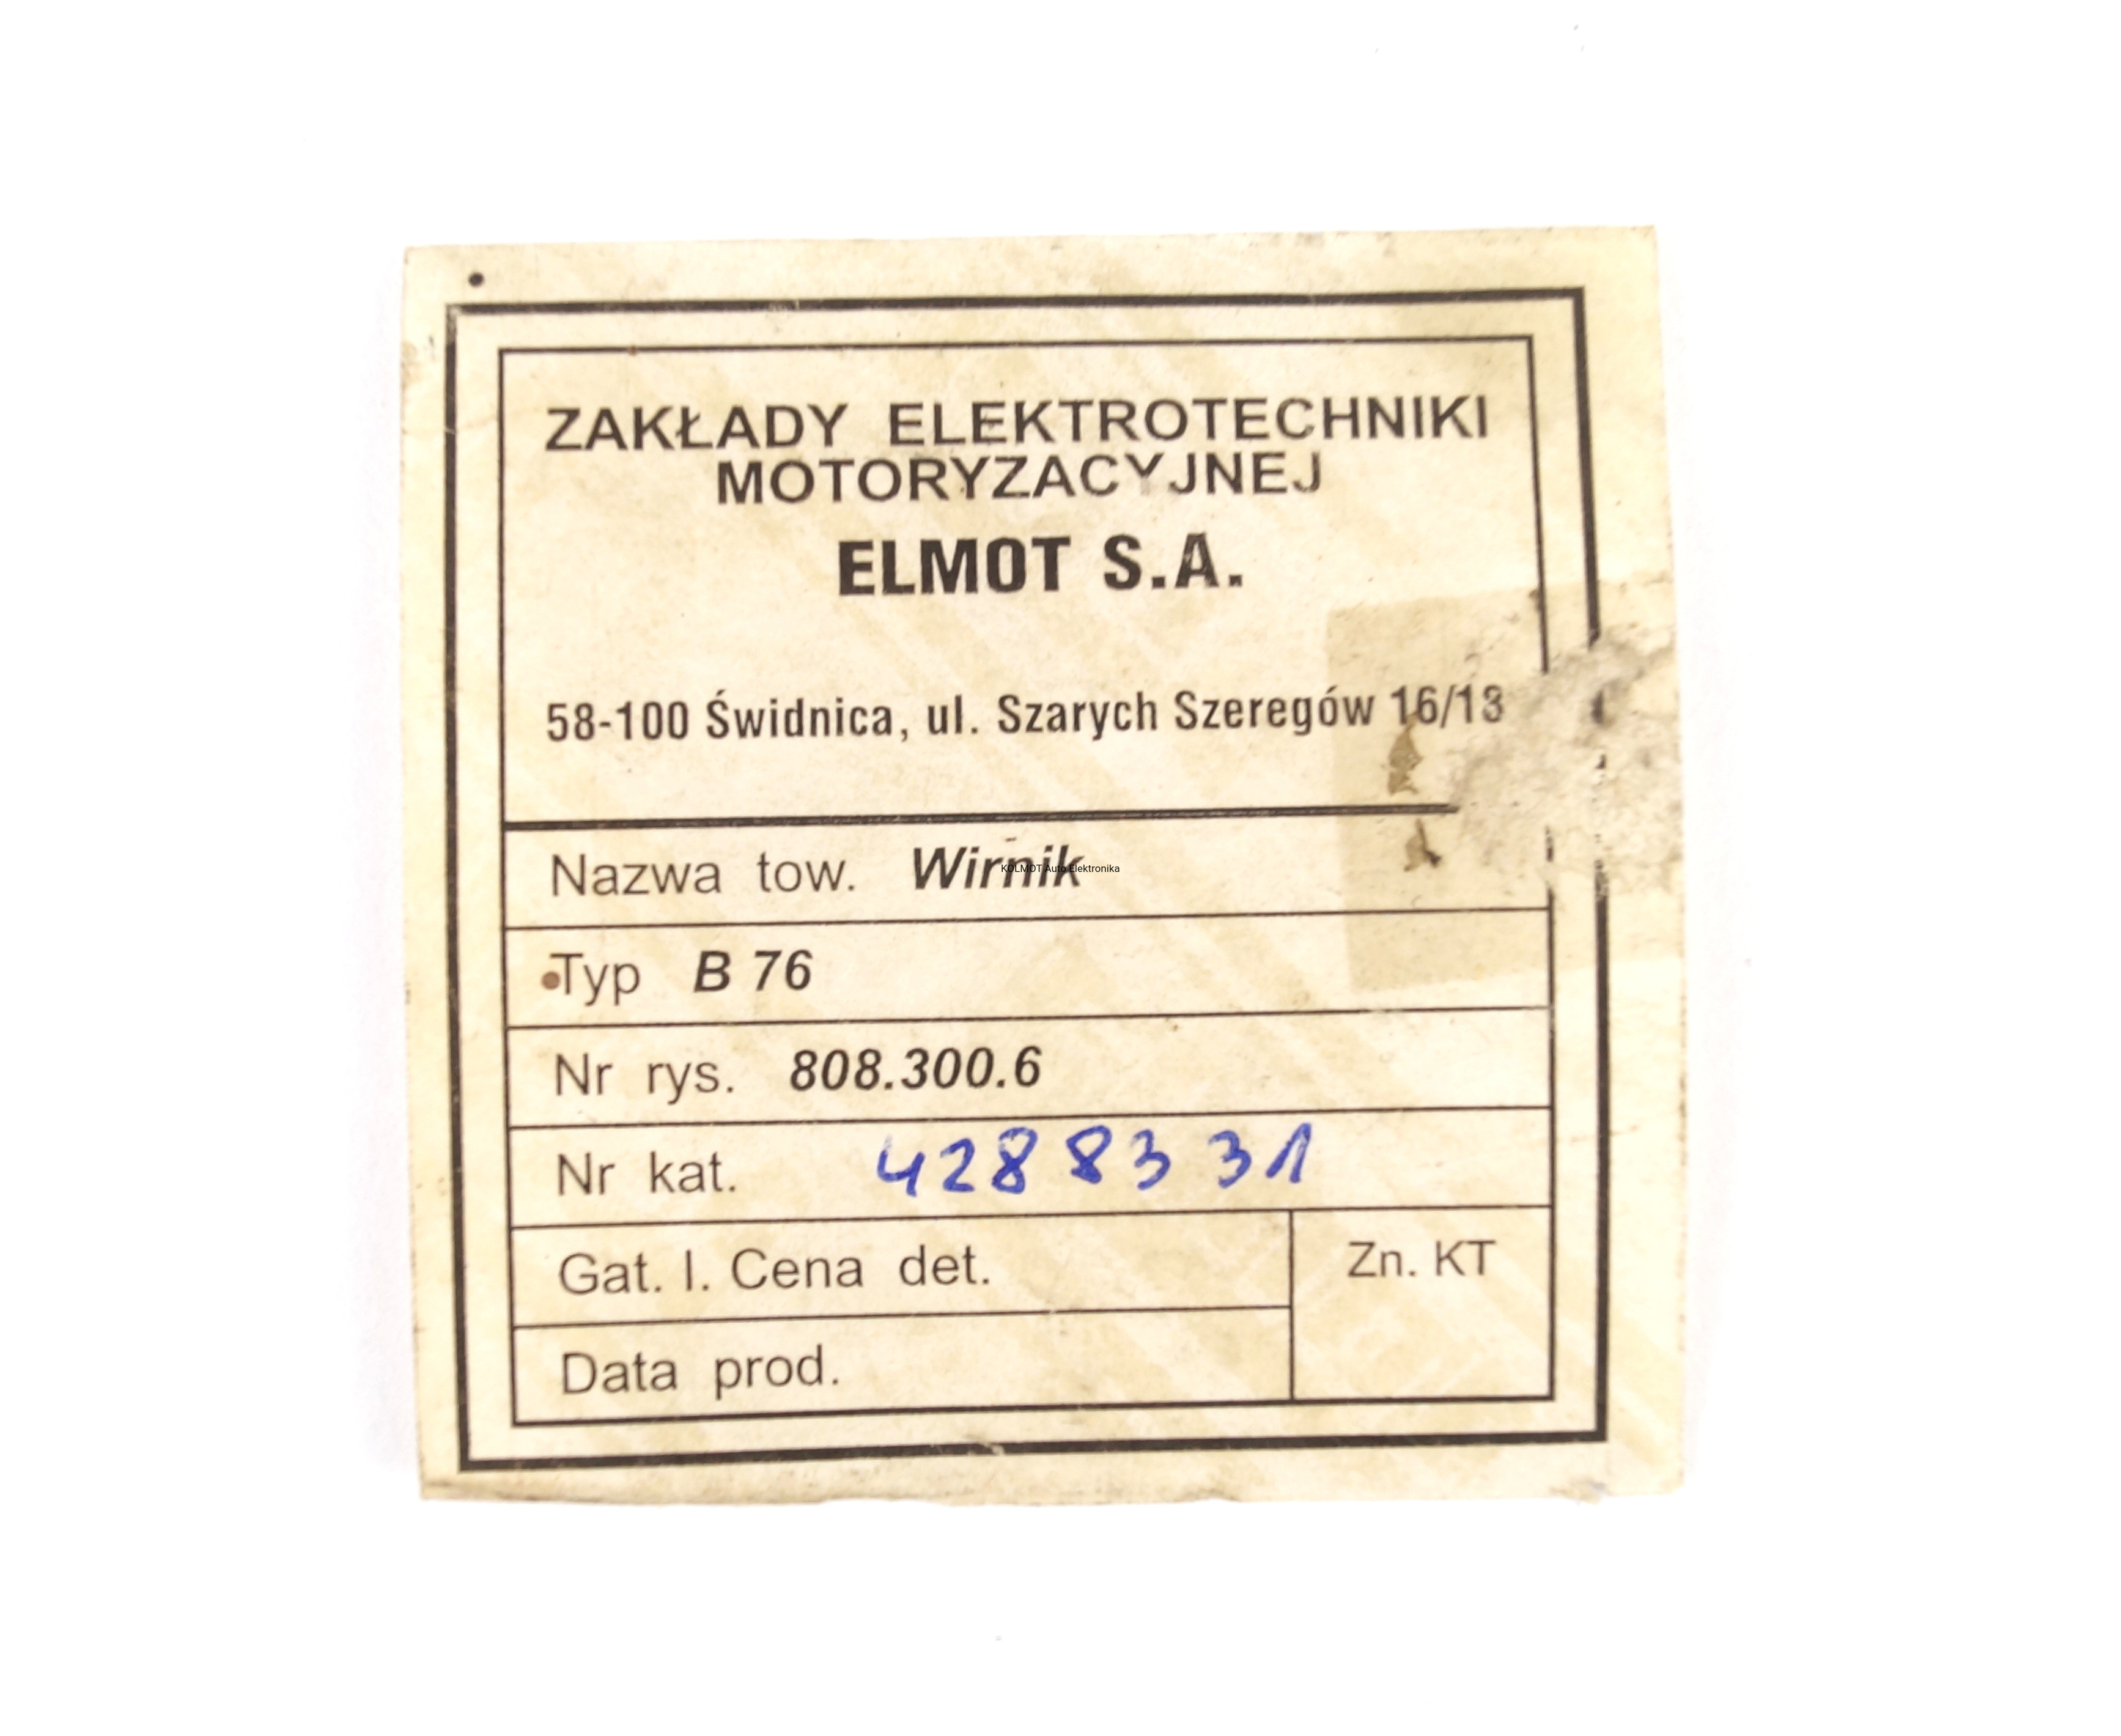 ZAKŁADY ELEKTROTECHNIKI
MOTORYZACYJNEJ
ELMOT S.A.
58-100 Świdnica, ul. Szarych Szeregów 16/13
Nazwa tow. Wirnik
KOLMOT Auto Elektronika
Typ B 76
Nr rys. 808.300.6
Nr kat. 4288331
Gat. I. Cena det.
Zn. KT
Data prod.